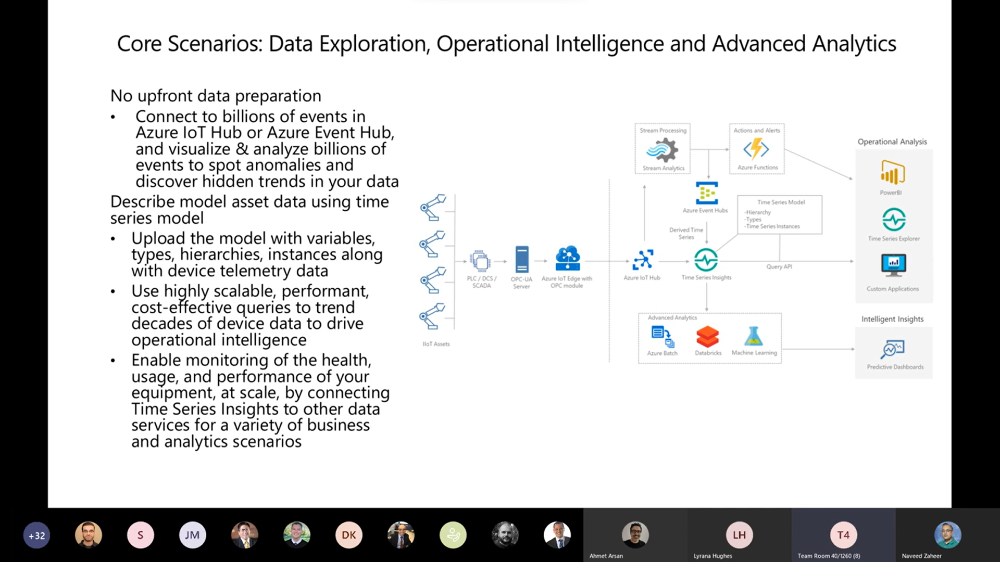 Core Scenarios: Data Exploration, Operational Intelligence and Advanced Analytics
No upfront data preparation
• Connect to billions of events in
Azure IoT Hub or Azure Event Hub,
and visualize & analyze billions of
events to spot anomalies and
discover hidden trends in your data
Describe model asset data using time
series model
• Upload the model with variables,
types, hierarchies, instances along
with device telemetry data
• Use highly scalable, performant,
cost-effective queries to trend
decades of device data to drive
operational intelligence
• Enable monitoring of the health,
usage, and performance of your
equipment, at scale, by connecting
Time Series Insights to other data
services for a variety of business
and analytics scenarios
IIoT Assets
PLC / DCS /
SCADA
OPC-UA
Server
Azure IoT Edge with
OPC module
Stream Processing
Stream Analytics
Actions and Alerts
Azure Functions
Azure Event Hubs
Derived Time
Series
Time Series Model
-Hierarchy
-Types
-Time Series Instances
Azure IoT Hub
Time Series Insights
Query API
Advanced Analytics
Azure Batch
Databricks
Machine Learning
Operational Analysis
PowerBI
Time Series Explorer
Custom Applications
Intelligent Insights
Predictive Dashboards
+32
S
JM
DK
Ahmet Arsan
LH
Lyrana Hughes
T4
Team Room 40/1260 (8)
Naveed Zaheer